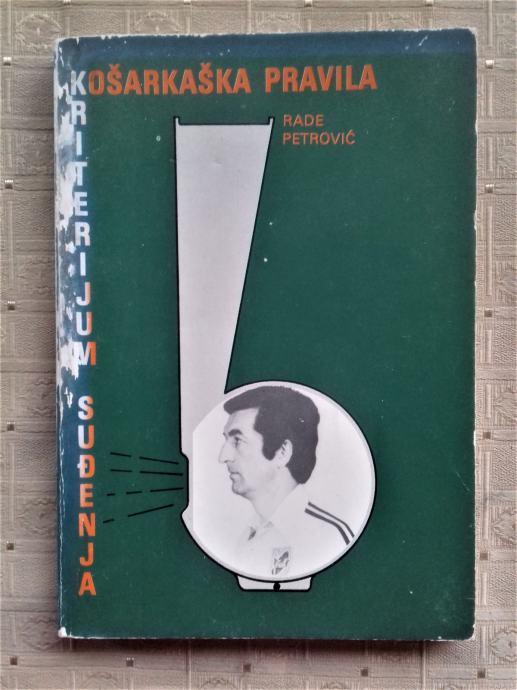 KOŠARKAŠKA PRAVILA
RADE
PETROVIĆ
KRITERIJUM SUĐENJA